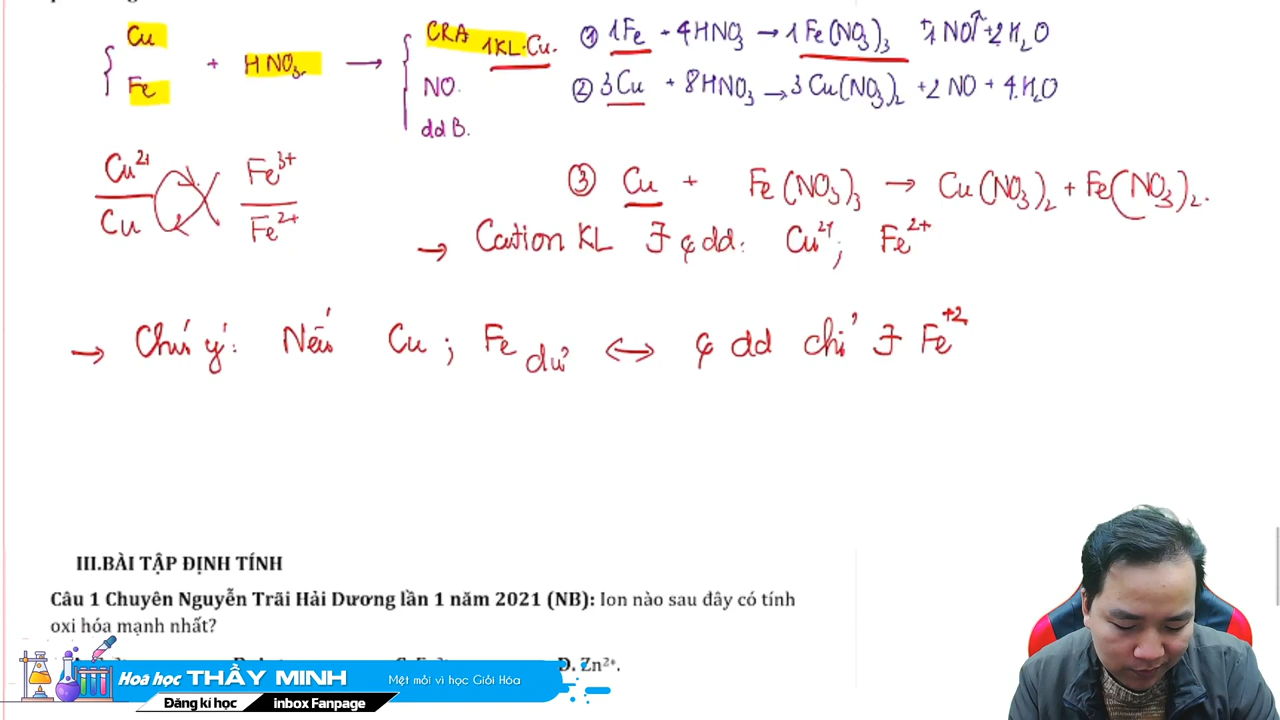 Cu
Fe
+ HNO3 →
CRA 1KL. Cu.
NO.
dd B.
① 1Fe + 4HNO3 → 1Fe(NO3)3 + 1NO↑ + 2H2O
② 3Cu + 8HNO3 → 3Cu(NO3)2 + 2NO + 4H2O
Cu2+ Fe3+
Cu Fe2+
③ Cu + Fe(NO3)3 → Cu(NO3)2 + Fe(NO3)2.
→ Cation KL dd: Cu2+; Fe2+
→ Chú ý: Nếu Cu; Fe dư ↔ dd chỉ Fe+2
III.BÀI TẬP ĐỊNH TÍNH
Câu 1 Chuyên Nguyễn Trãi Hải Dương lần 1 năm 2021 (NB): Ion nào sau đây có tính
oxi hóa mạnh nhất?
D. Zn2+.
Hoá học THẦY MINH
Mệt mỏi vì học Giỏi Hóa
Đăng kí học inbox Fanpage